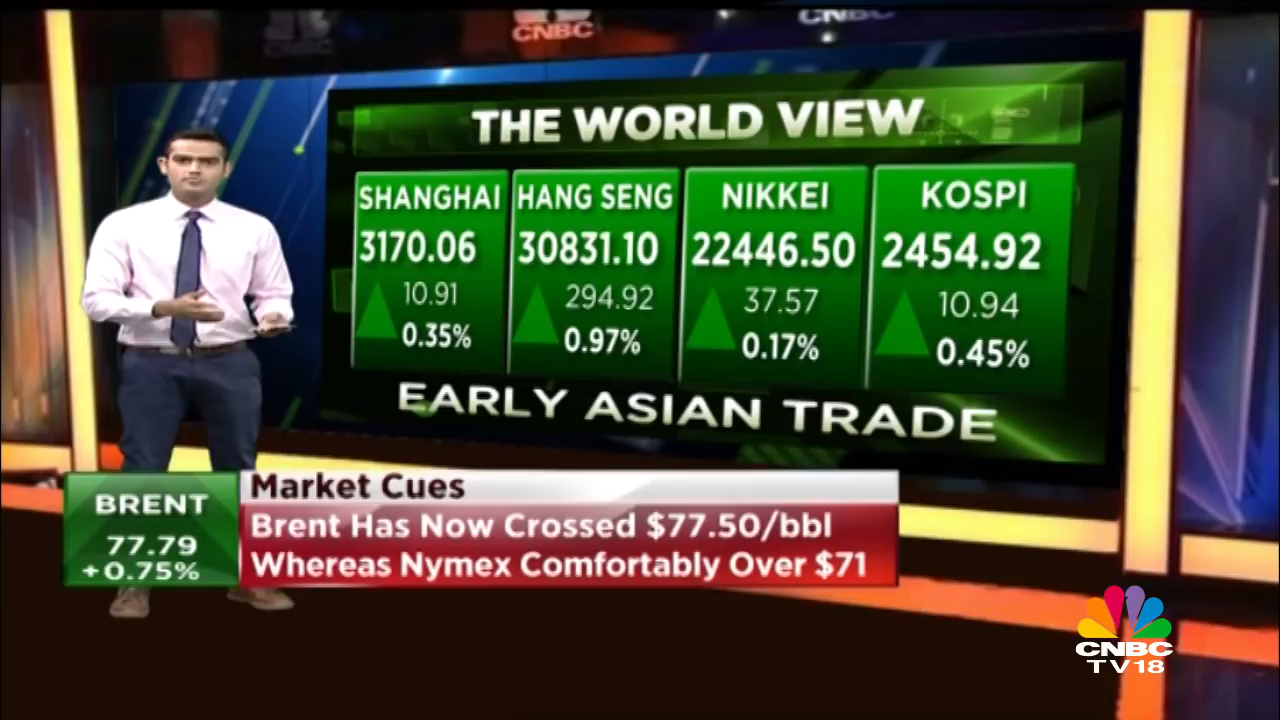 CNBC
CNBC
THE WORLD VIEW
SHANGHAI
3170.06
10.91
0.35%
HANG SENG
30831.10
294.92
0.97%
NIKKEI
22446.50
37.57
0.17%
KOSPI
2454.92
10.94
0.45%
EARLY ASIAN TRADE
BRENT
77.79
+0.75%
Market Cues
Brent Has Now Crossed $77.50/bbl
Whereas Nymex Comfortably Over $71
CNBC
TV18